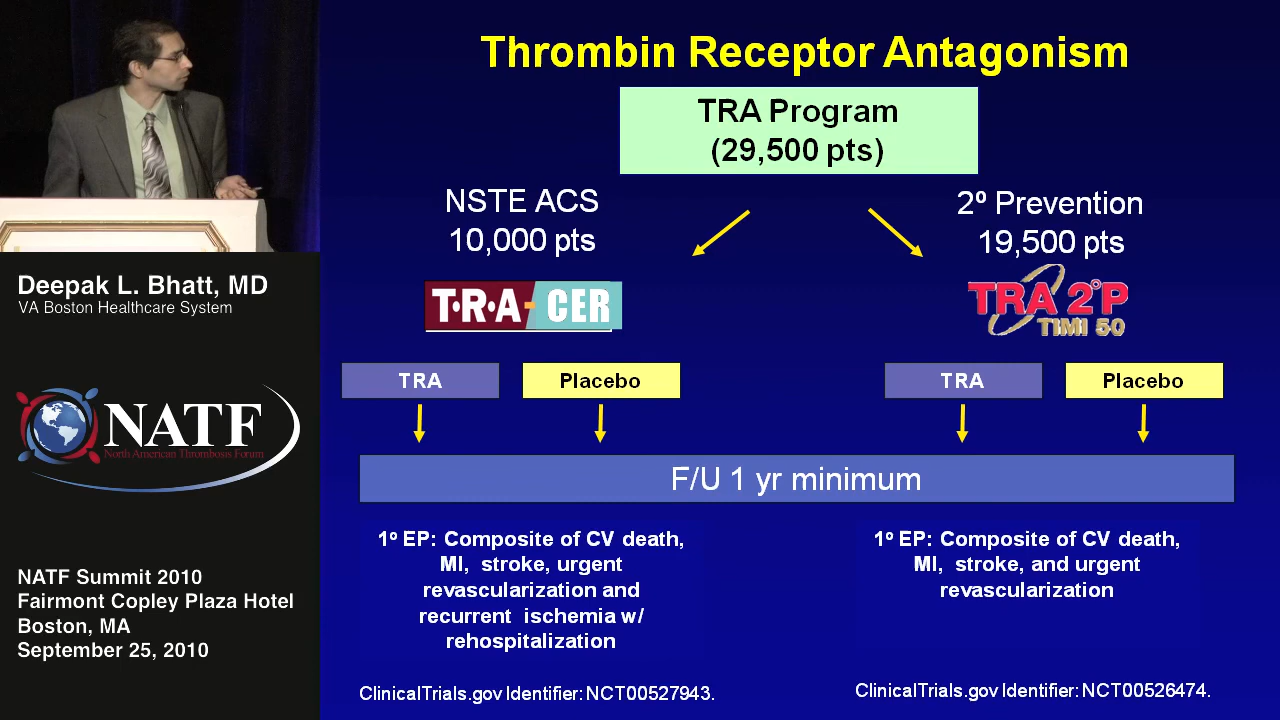 Thrombin Receptor Antagonism
TRA Program
(29,500 pts)
NSTE ACS
10,000 pts
2º Prevention
19,500 pts
T·R·A-CER
TRA 2°P
TIMI 50
TRA
Placebo
TRA
Placebo
F/U 1 yr minimum
1º EP: Composite of CV death,
MI, stroke, urgent
revascularization and
recurrent ischemia w/
rehospitalization
1º EP: Composite of CV death,
MI, stroke, and urgent
revascularization
ClinicalTrials.gov Identifier: NCT00527943.
ClinicalTrials.gov Identifier: NCT00526474.
Deepak L. Bhatt, MD
VA Boston Healthcare System
NATF
North American Thrombosis Forum
NATF Summit 2010
Fairmont Copley Plaza Hotel
Boston, MA
September 25, 2010